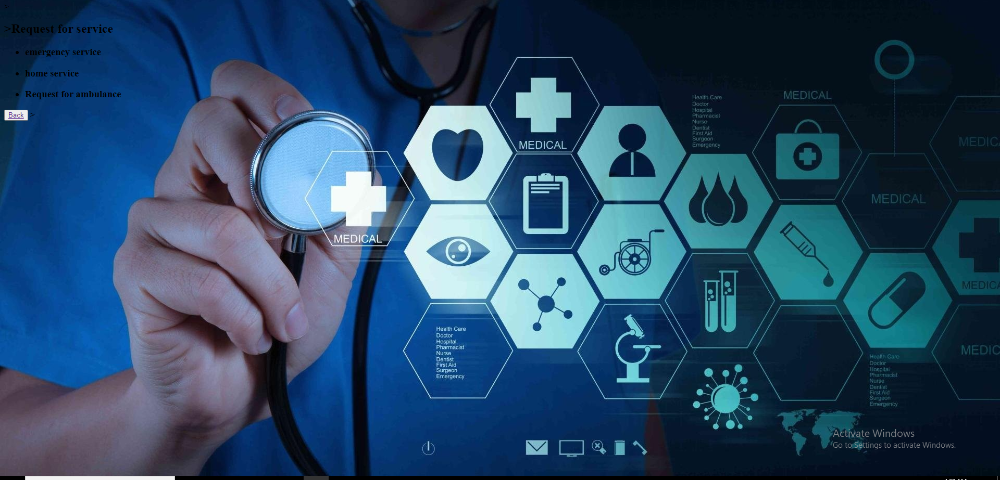 >
>Request for service
• emergency service
• home service
• Request for ambulance
Back >
MEDICAL
MEDICAL
Health Care
Doctor
Hospital
Pharmacist
Nurse
Dentist
First Aid
Surgeon
Emergency
MEDICAL
MEDICAL
MEDIC
MEDICA
MEDIC
Health Care
Doctor
Hospital
Pharmacist
Nurse
Dentist
First Aid
Surgeon
Emergency
Health Care
Doctor
Hospital
Pharmacist
Nurse
Dentist
First Aid
Surgeon
Emergency
Activate Windows
Go to Settings to activate Windows.